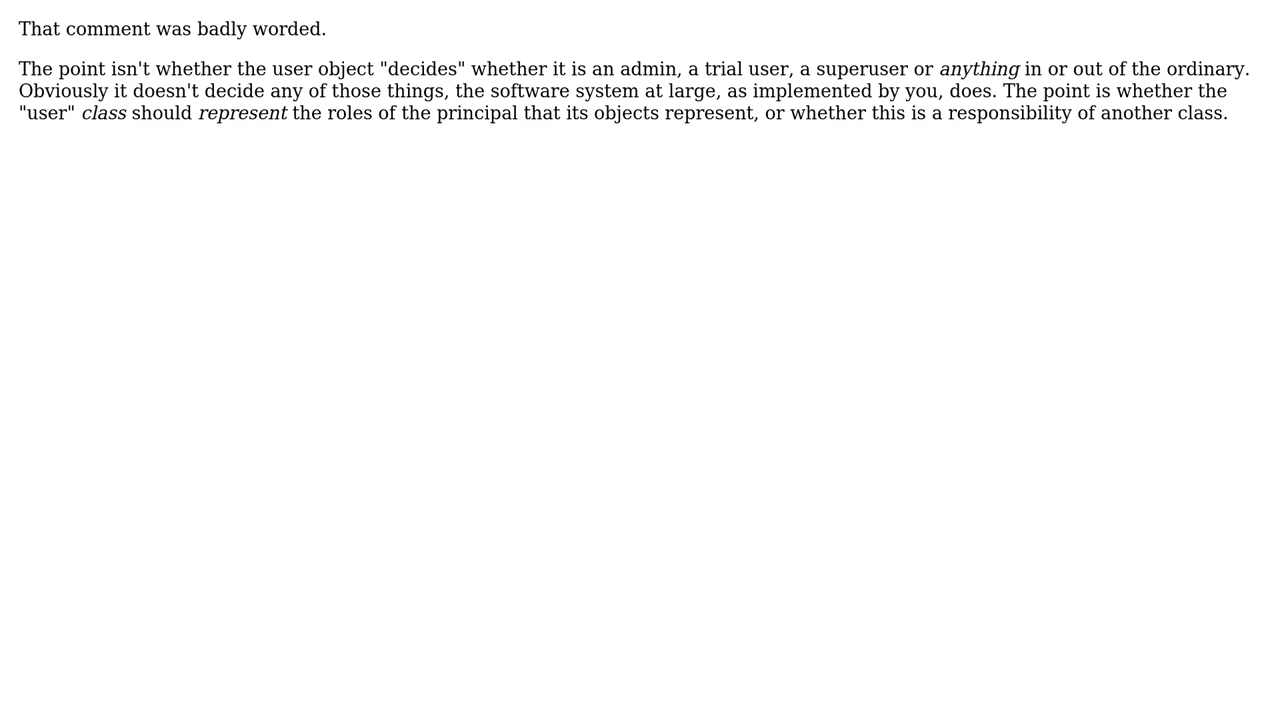 That comment was badly worded.
The point isn't whether the user object "decides" whether it is an admin, a trial user, a superuser or anything in or out of the ordinary.
Obviously it doesn't decide any of those things, the software system at large, as implemented by you, does. The point is whether the
"user" class should represent the roles of the principal that its objects represent, or whether this is a responsibility of another class.